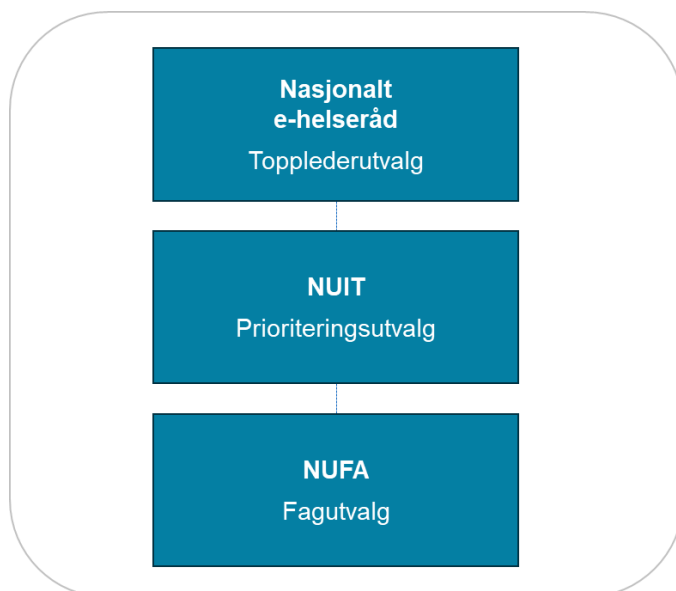 Nasjonalt
e-helseråd
Topplederutvalg
NUIT
Prioriteringsutvalg
NUFA
Fagutvalg